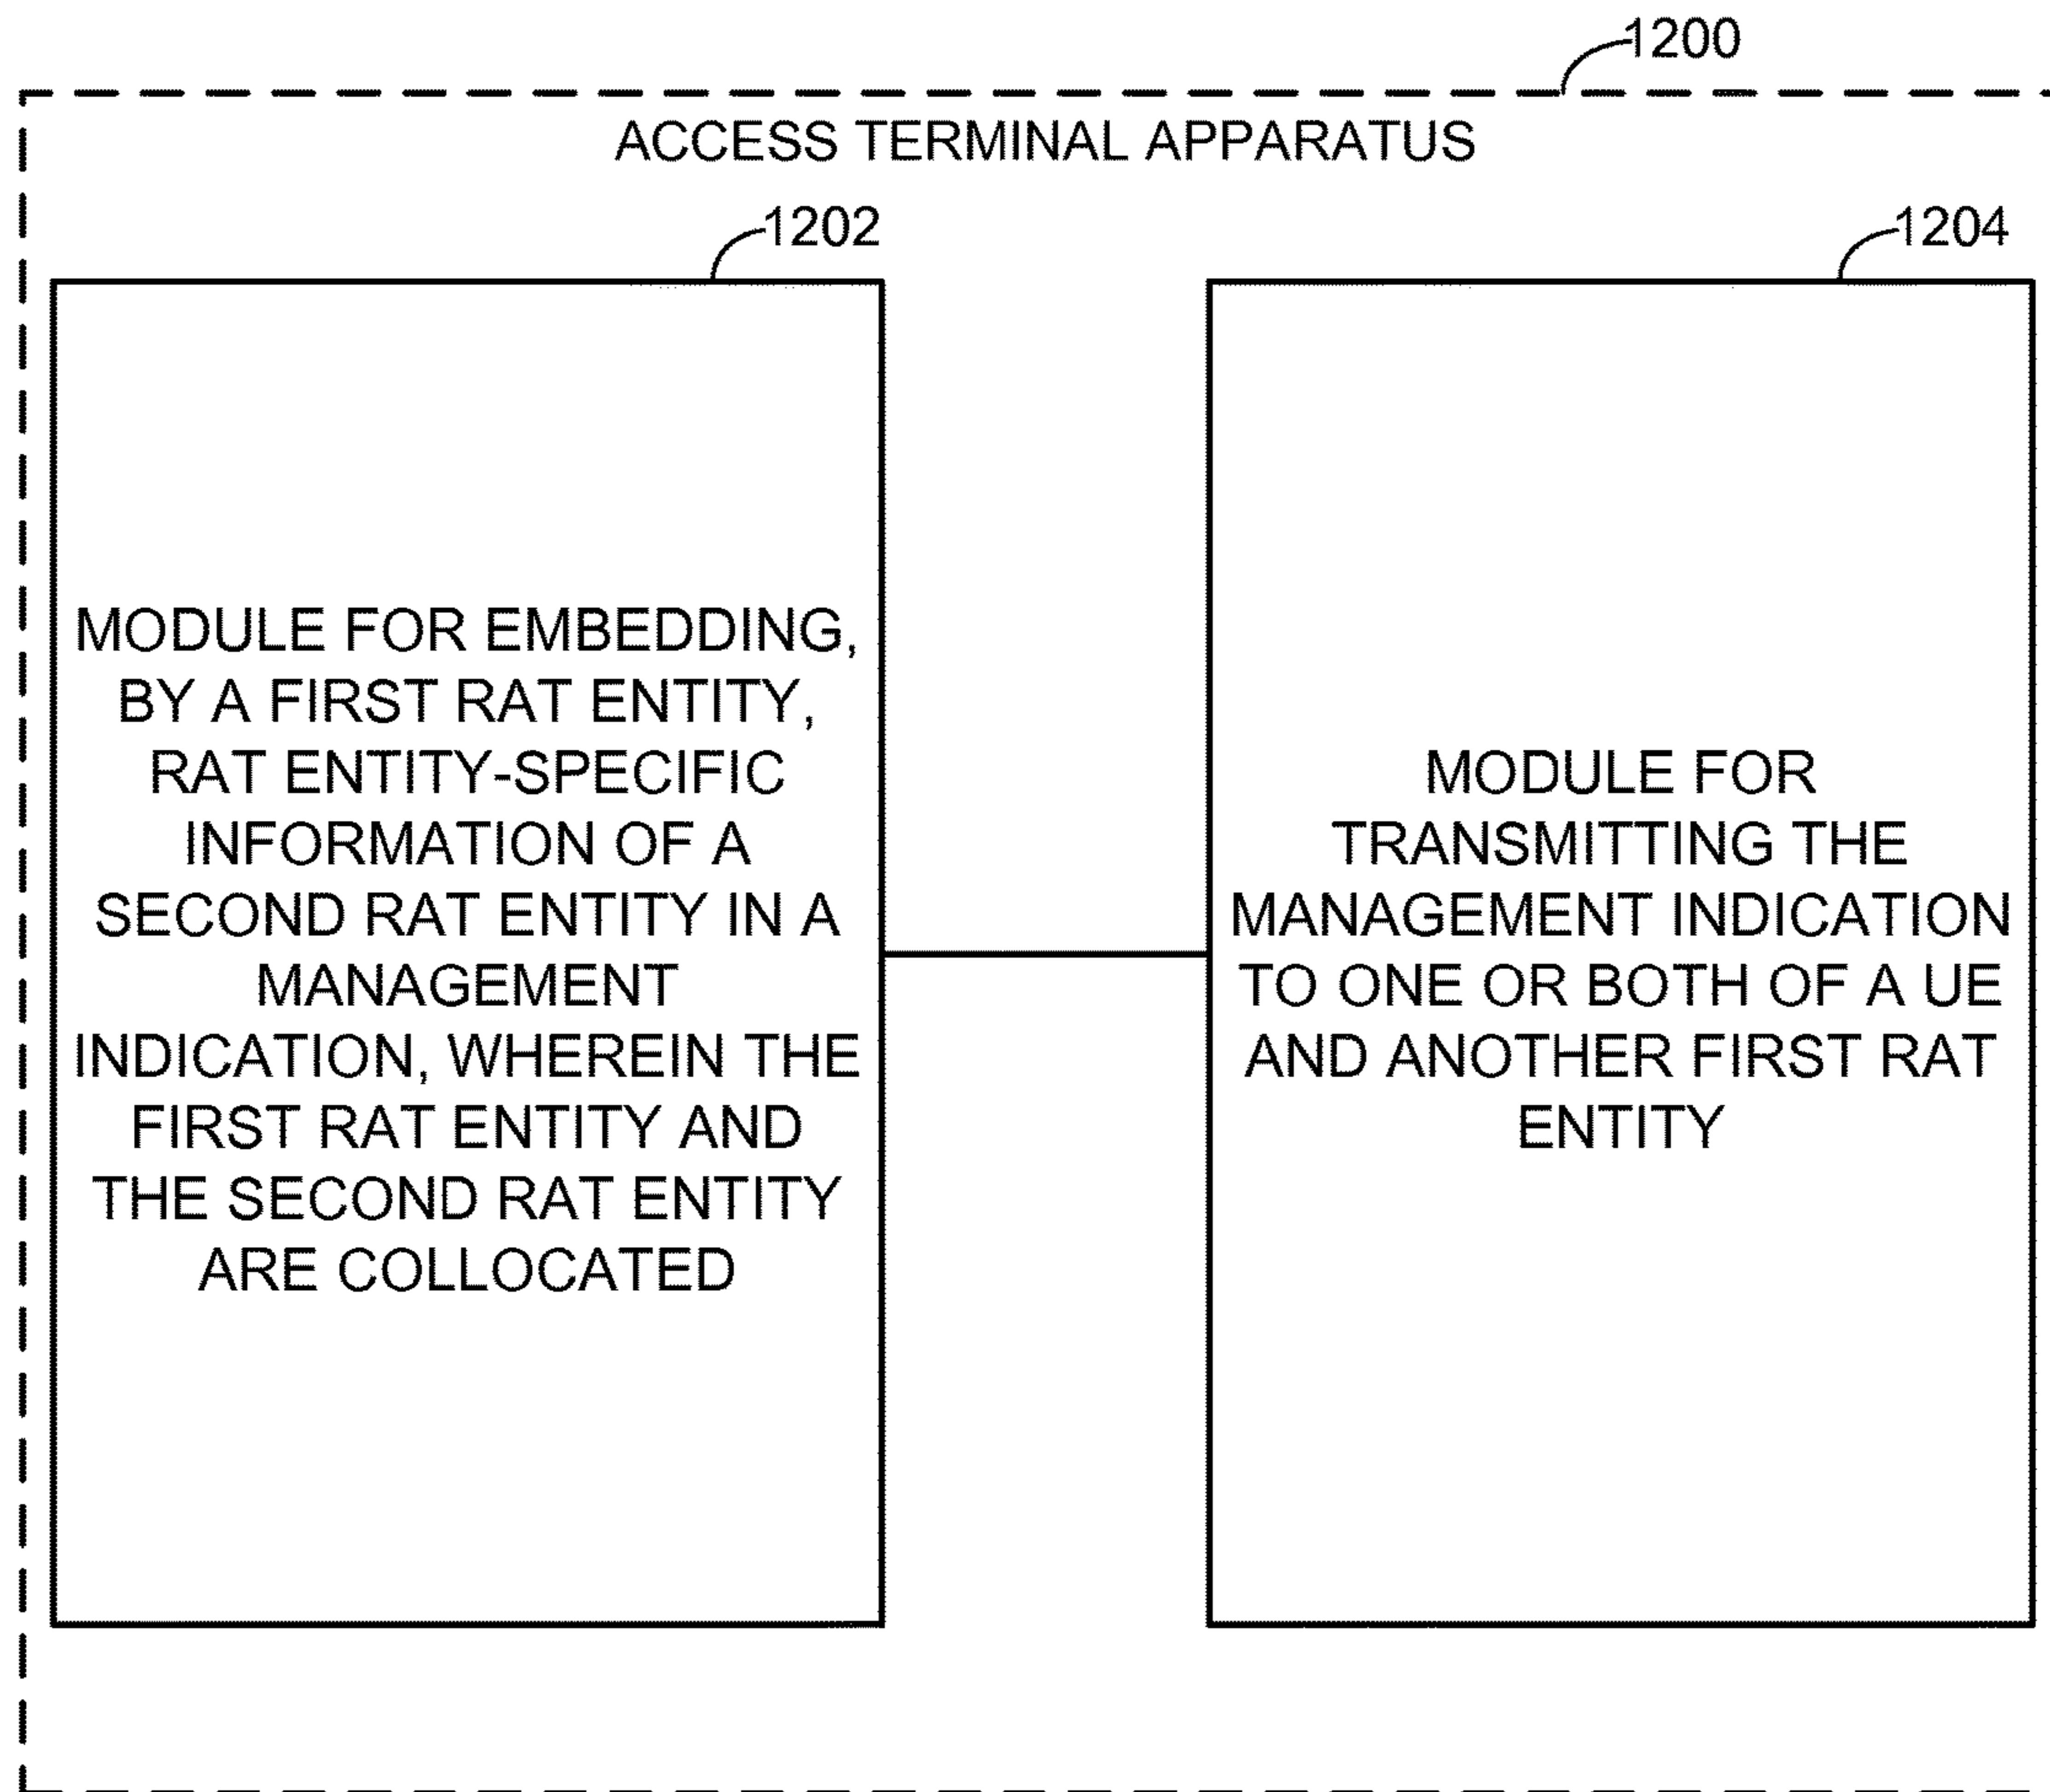 1200
ACCESS TERMINAL APPARATUS
1202
MODULE FOR EMBEDDING,
BY A FIRST RAT ENTITY,
RAT ENTITY-SPECIFIC
INFORMATION OF A
SECOND RAT ENTITY IN A
MANAGEMENT
INDICATION, WHEREIN THE
FIRST RAT ENTITY AND
THE SECOND RAT ENTITY
ARE COLLOCATED
1204
MODULE FOR
TRANSMITTING THE
MANAGEMENT INDICATION
TO ONE OR BOTH OF A UE
AND ANOTHER FIRST RAT
ENTITY